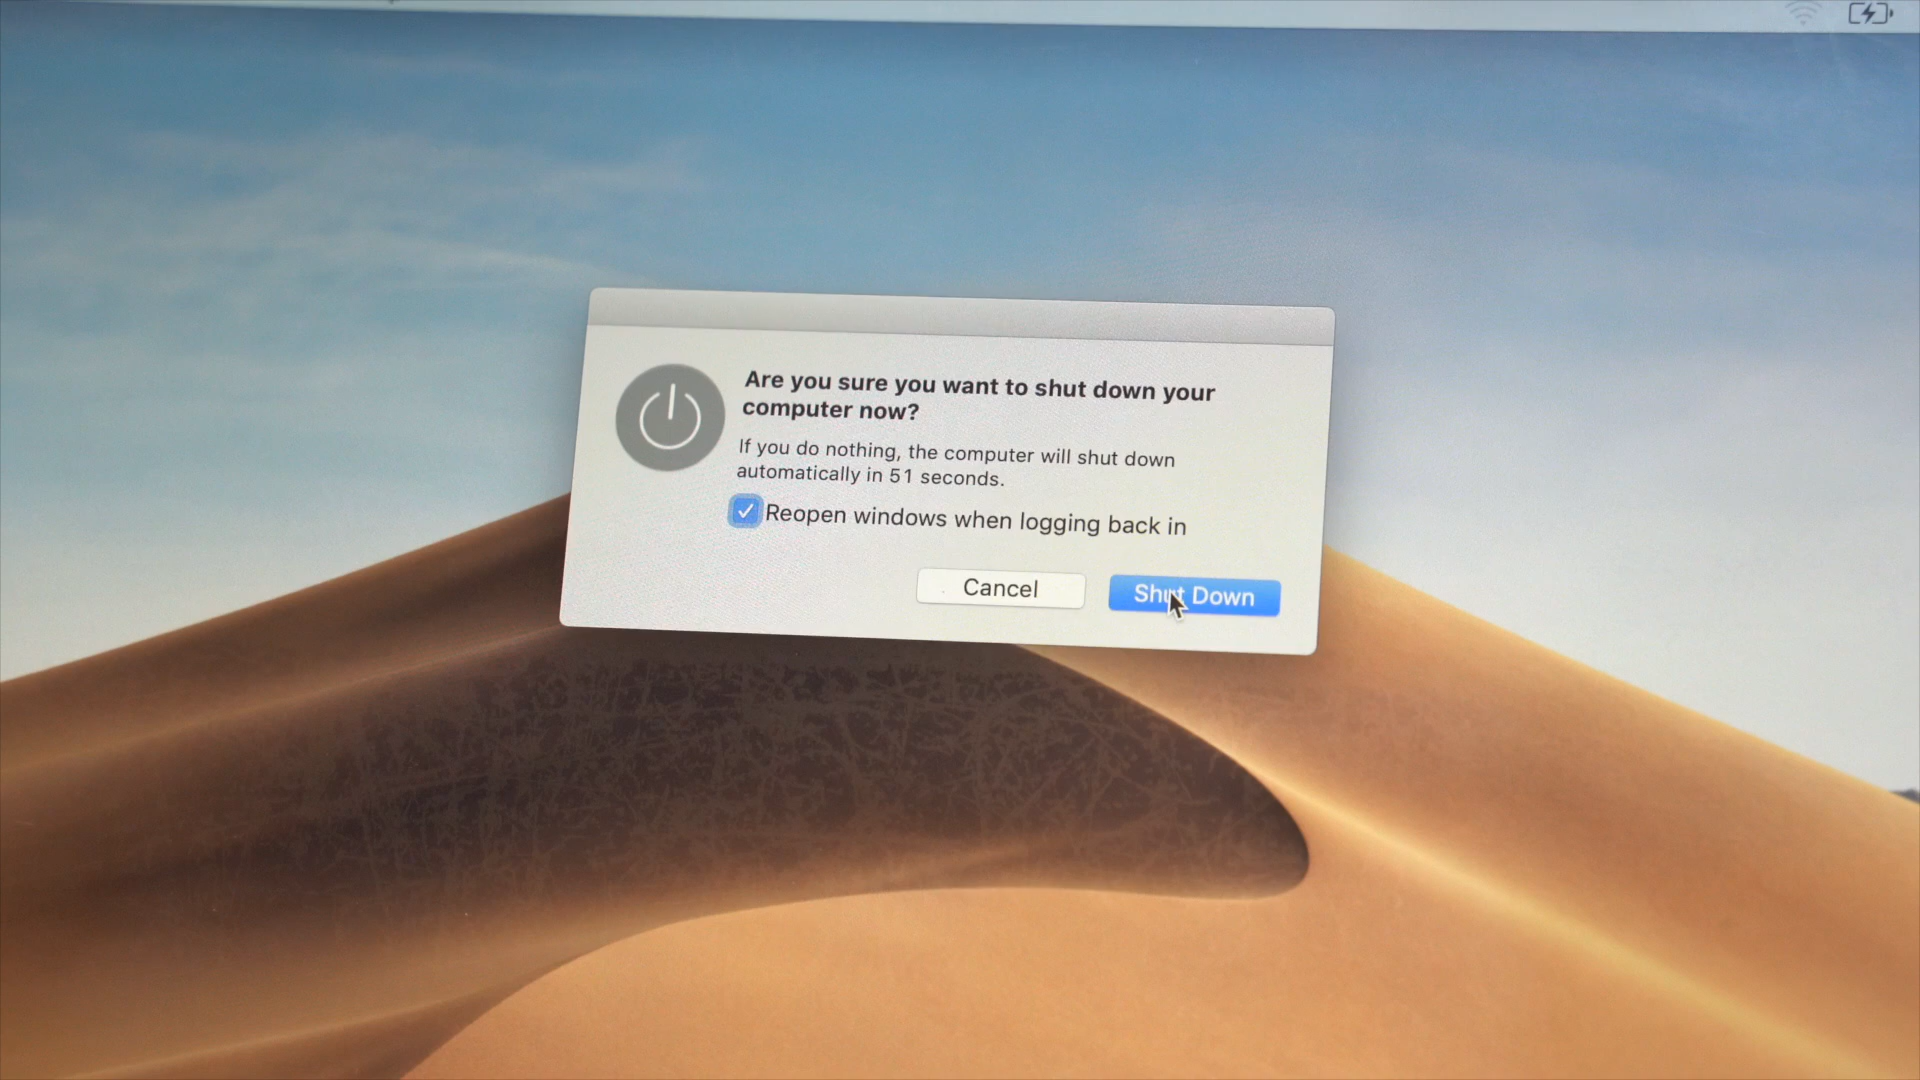 Are you sure you want to shut down your
computer now?
If you do nothing, the computer will shut down
automatically in 51 seconds.
Reopen windows when logging back in
Cancel
Shut Down